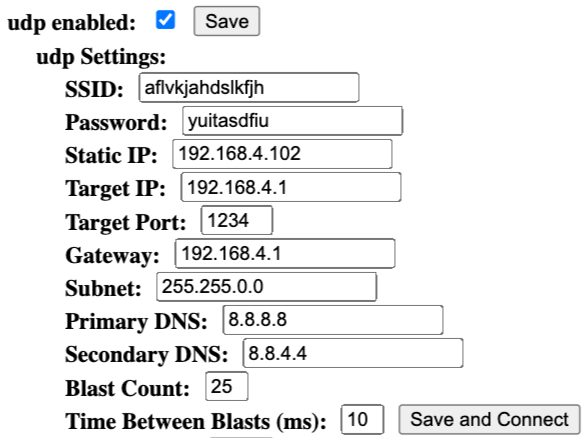 udp enabled: Save
udp Settings:
SSID: aflvkjahdslkfjh
Password: yuitasdfiu
Static IP: 192.168.4.102
Target IP: 192.168.4.1
Target Port: 1234
Gateway: 192.168.4.1
Subnet: 255.255.0.0
Primary DNS: 8.8.8.8
Secondary DNS: 8.8.4.4
Blast Count: 25
Time Between Blasts (ms): 10 Save and Connect